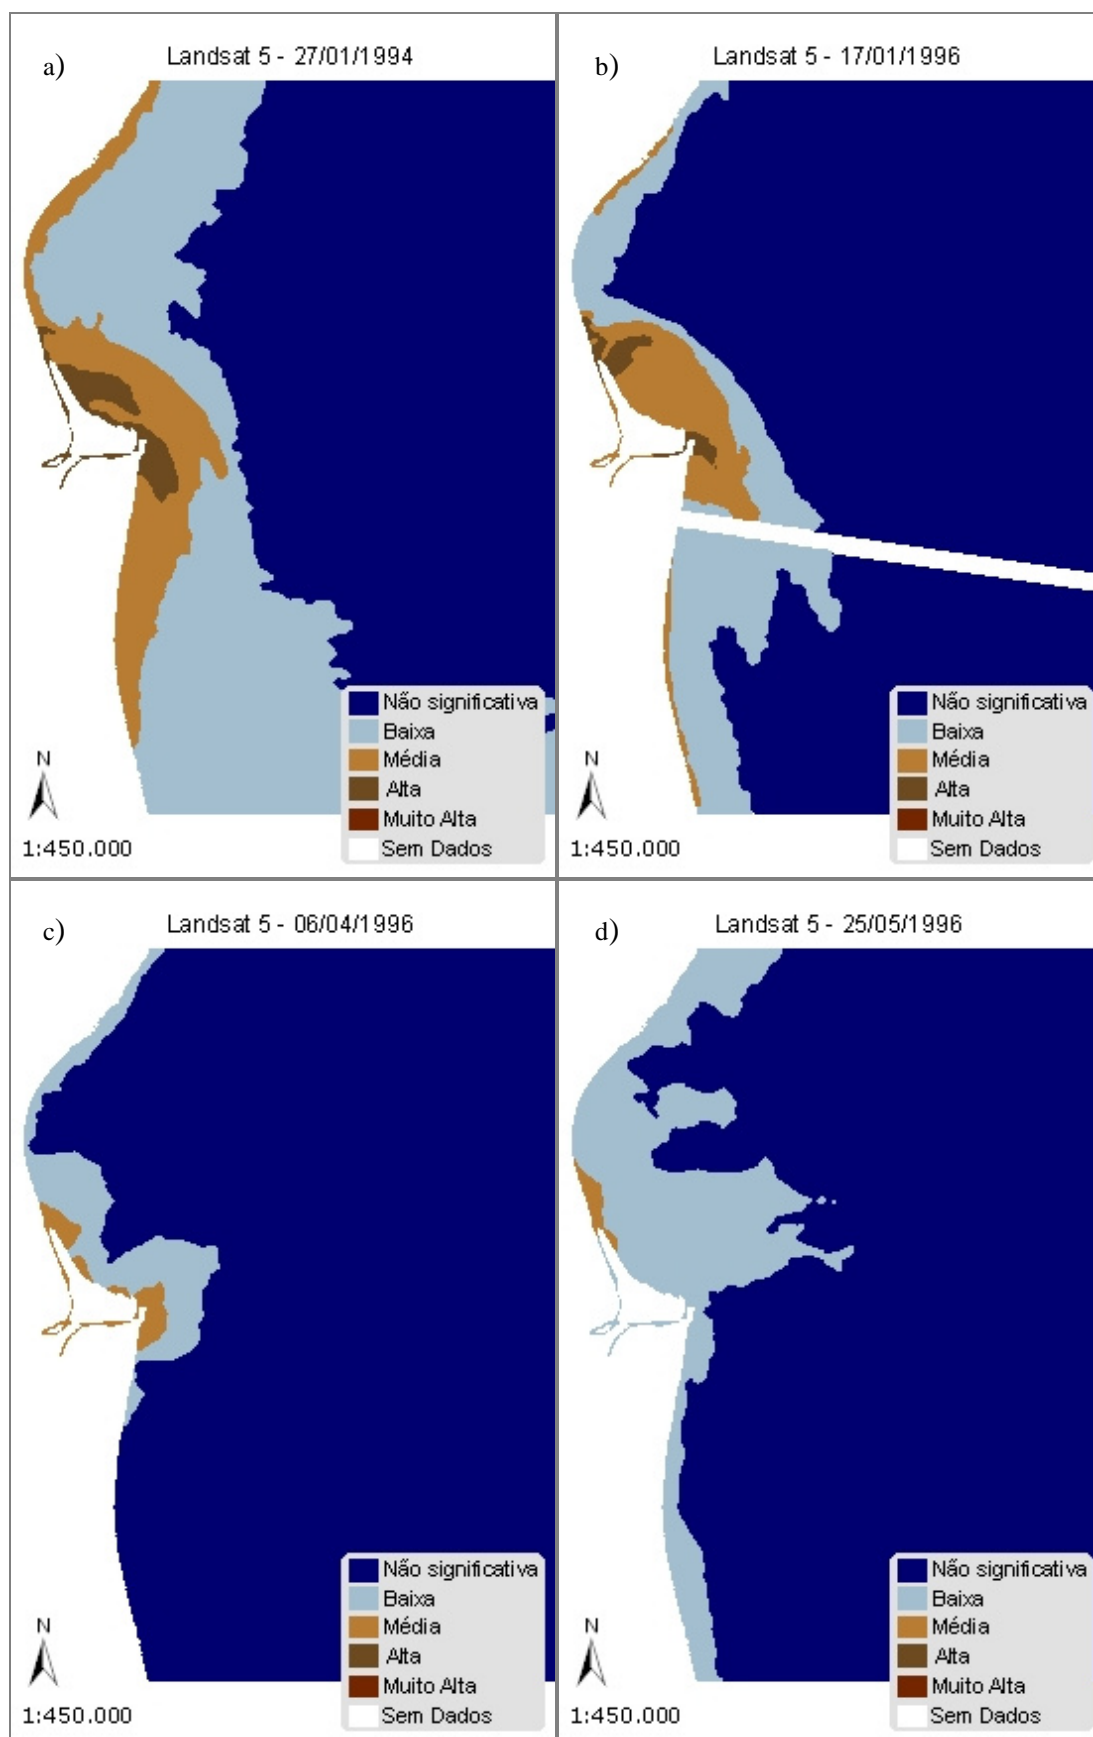 a)
Landsat 5 - 27/01/1994
Não significativa
Baixa
Média
Alta
Muito Alta
Sem Dados
N
1:450.000
b)
Landsat 5 - 17/01/1996
Não significativa
Baixa
Média
Alta
Muito Alta
Sem Dados
N
1:450.000
c)
Landsat 5 - 06/04/1996
Não significativa
Baixa
Média
Alta
Muito Alta
Sem Dados
N
1:450.000
d)
Landsat 5 - 25/05/1996
Não significativa
Baixa
Média
Alta
Muito Alta
Sem Dados
N
1:450.000